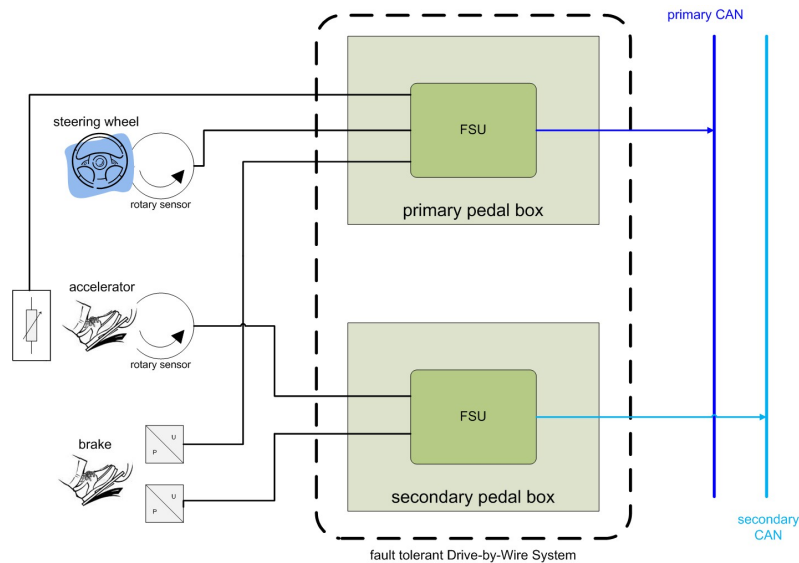 primary CAN
steering wheel
FSU
rotary sensor
primary pedal box
accelerator
rotary sensor
FSU
brake
U
P
U
P
secondary pedal box
secondary
CAN
fault tolerant Drive-by-Wire System